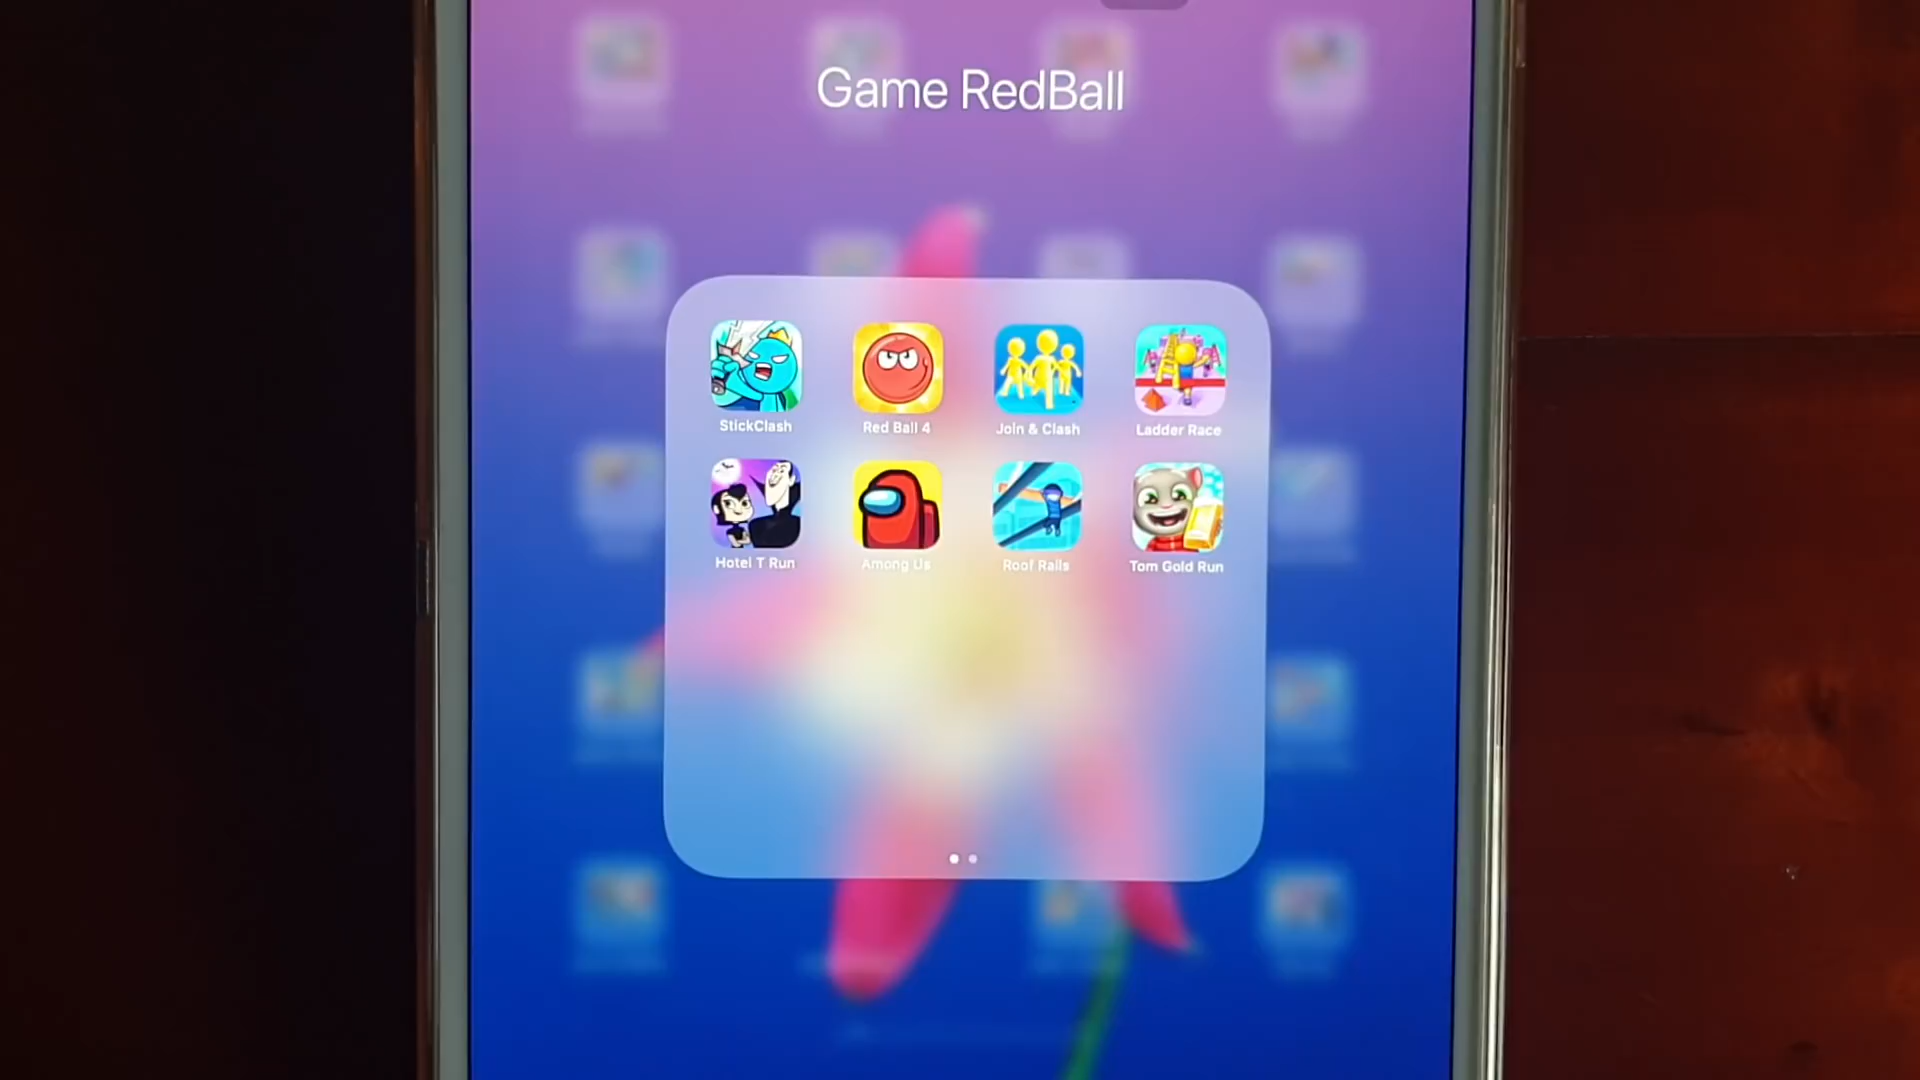 Game RedBall
StickClash
Red Ball 4
Join & Clash
Ladder Race
Hotel T Run
Among Us
Roof Rails
Tom Gold Run